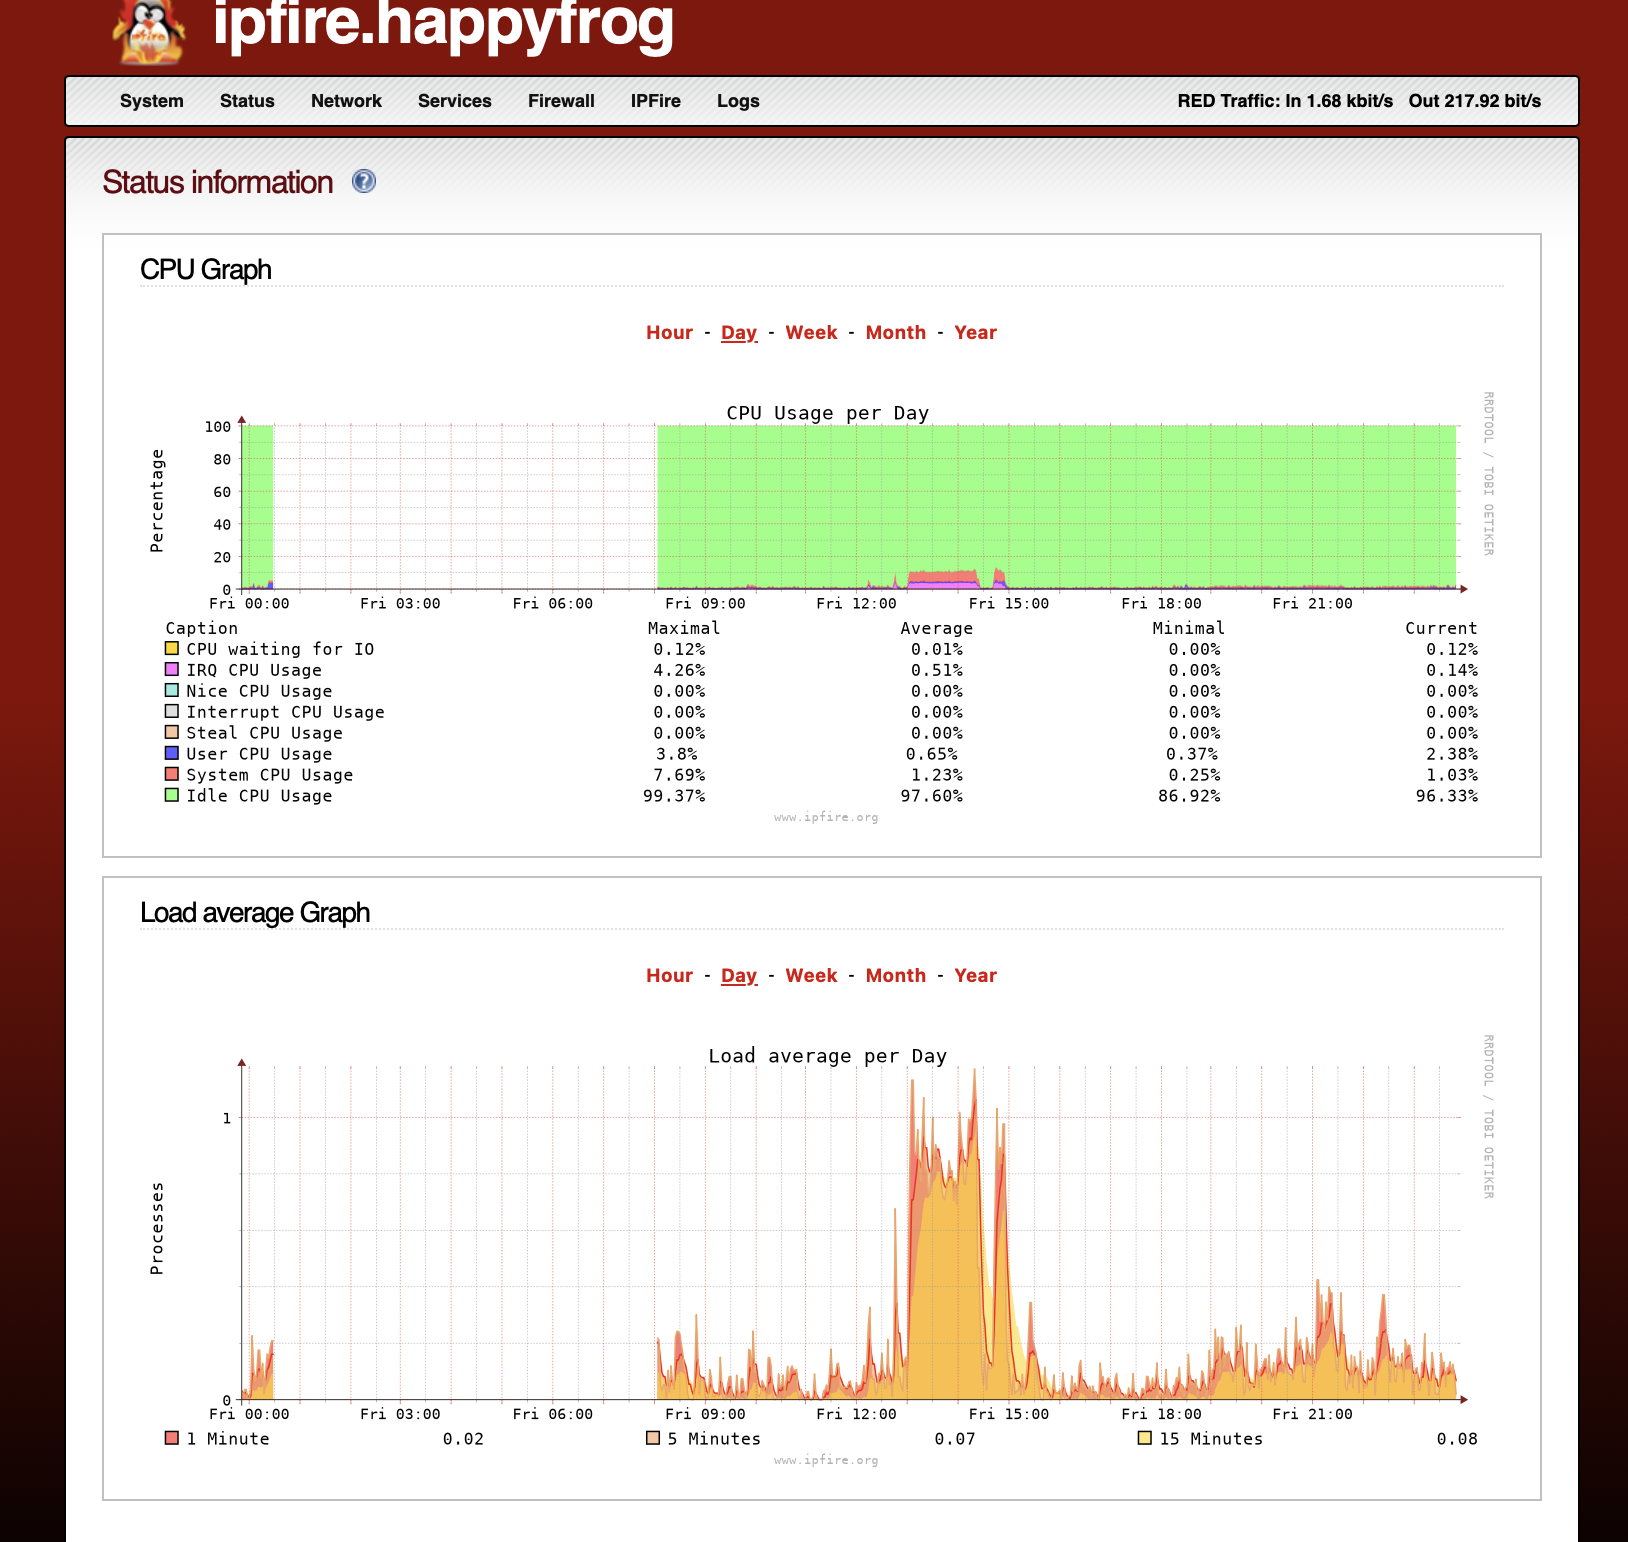 ipfire.happyfrog
System Status Network Services Firewall IPFire Logs RED Traffic: In 1.68 kbit/s Out 217.92 bit/s
Status information ?
CPU Graph
Hour - Day - Week - Month - Year
CPU Usage per Day
RRDTOOL / TOBI OETIKER
Percentage
100
80
60
40
20
0
Fri 00:00 Fri 03:00 Fri 06:00 Fri 09:00 Fri 12:00 Fri 15:00 Fri 18:00 Fri 21:00
Caption Maximal Average Minimal Current
CPU waiting for IO 0.12% 0.01% 0.00% 0.12%
IRQ CPU Usage 4.26% 0.51% 0.00% 0.14%
Nice CPU Usage 0.00% 0.00% 0.00% 0.00%
Interrupt CPU Usage 0.00% 0.00% 0.00% 0.00%
Steal CPU Usage 0.00% 0.00% 0.00% 0.00%
User CPU Usage 3.8% 0.65% 0.37% 2.38%
System CPU Usage 7.69% 1.23% 0.25% 1.03%
Idle CPU Usage 99.37% 97.60% 86.92% 96.33%
www.ipfire.org
Load average Graph
Hour - Day - Week - Month - Year
Load average per Day
RRDTOOL / TOBI OETIKER
Processes
1
0
Fri 00:00 Fri 03:00 Fri 06:00 Fri 09:00 Fri 12:00 Fri 15:00 Fri 18:00 Fri 21:00
1 Minute 0.02 5 Minutes 0.07 15 Minutes 0.08
www.ipfire.org